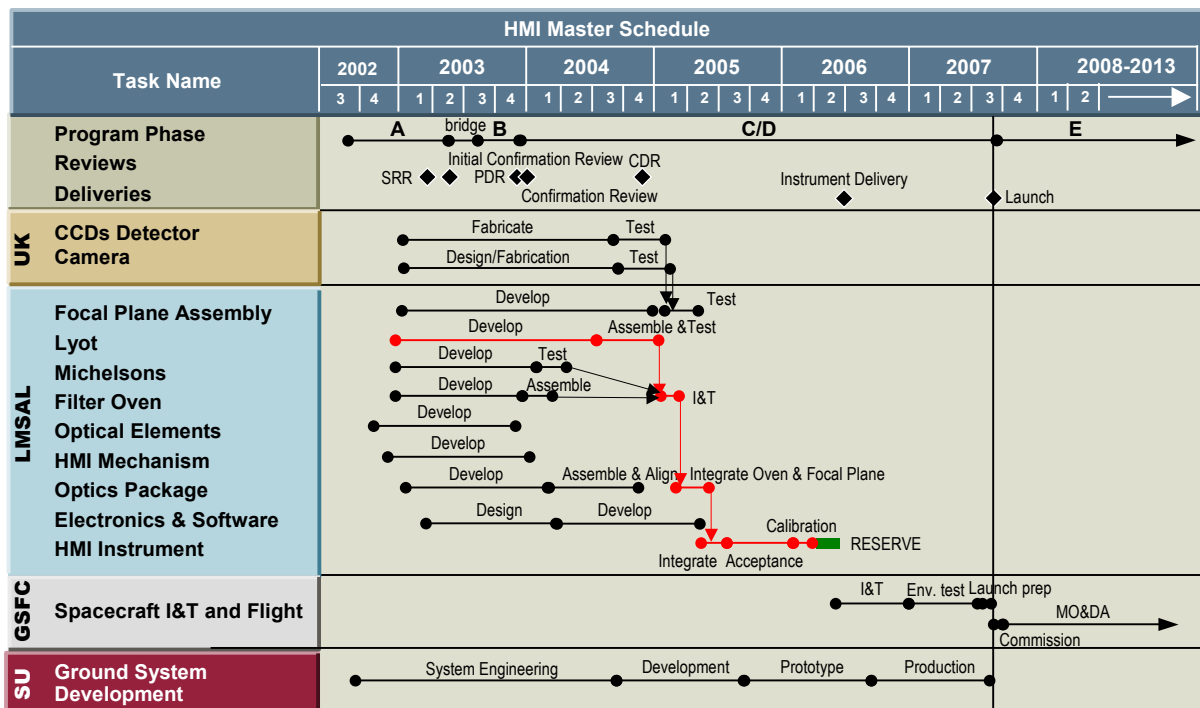 HMI Master Schedule
Task Name
2002 2003 2004 2005 2006 2007 2008-2013
3 4 1 2 3 4 1 2 3 4 1 2 3 4 1 2 3 4 1 2 3 4 1 2
Program Phase A bridge B C/D E
Reviews SRR PDR Initial Confirmation Review CDR
Deliveries Confirmation Review Instrument Delivery Launch
UK
CCDs Detector Fabricate Test
Camera Design/Fabrication Test
LMSAL
Focal Plane Assembly Develop Test
Lyot Develop Assemble &Test
Michelsons Develop Test
Filter Oven Develop Assemble I&T
Optical Elements Develop
HMI Mechanism Develop
Optics Package Develop Assemble & Align Integrate Oven & Focal Plane
Electronics & Software Design Develop
HMI Instrument Integrate Acceptance Calibration RESERVE
GSFC
Spacecraft I&T and Flight I&T Env. test Launch prep
MO&DA
Commission
SU
Ground System System Engineering Development Prototype Production
Development